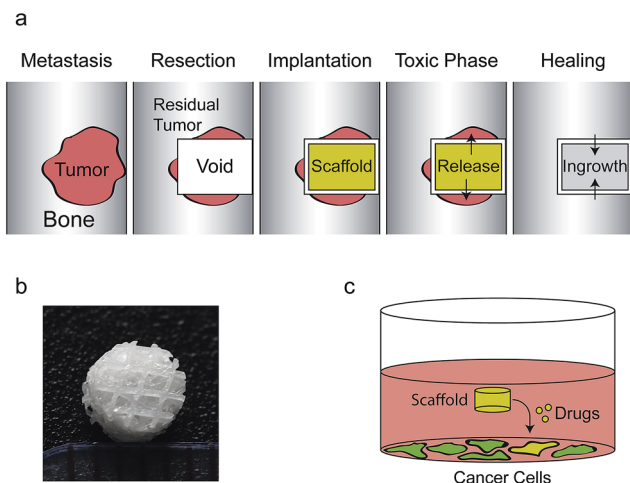 a
Metastasis
Resection
Implantation
Toxic Phase
Healing
Tumor
Bone
Residual
Tumor
Void
Scaffold
Release
Ingrowth
b
c
Scaffold
Drugs
Cancer Cells